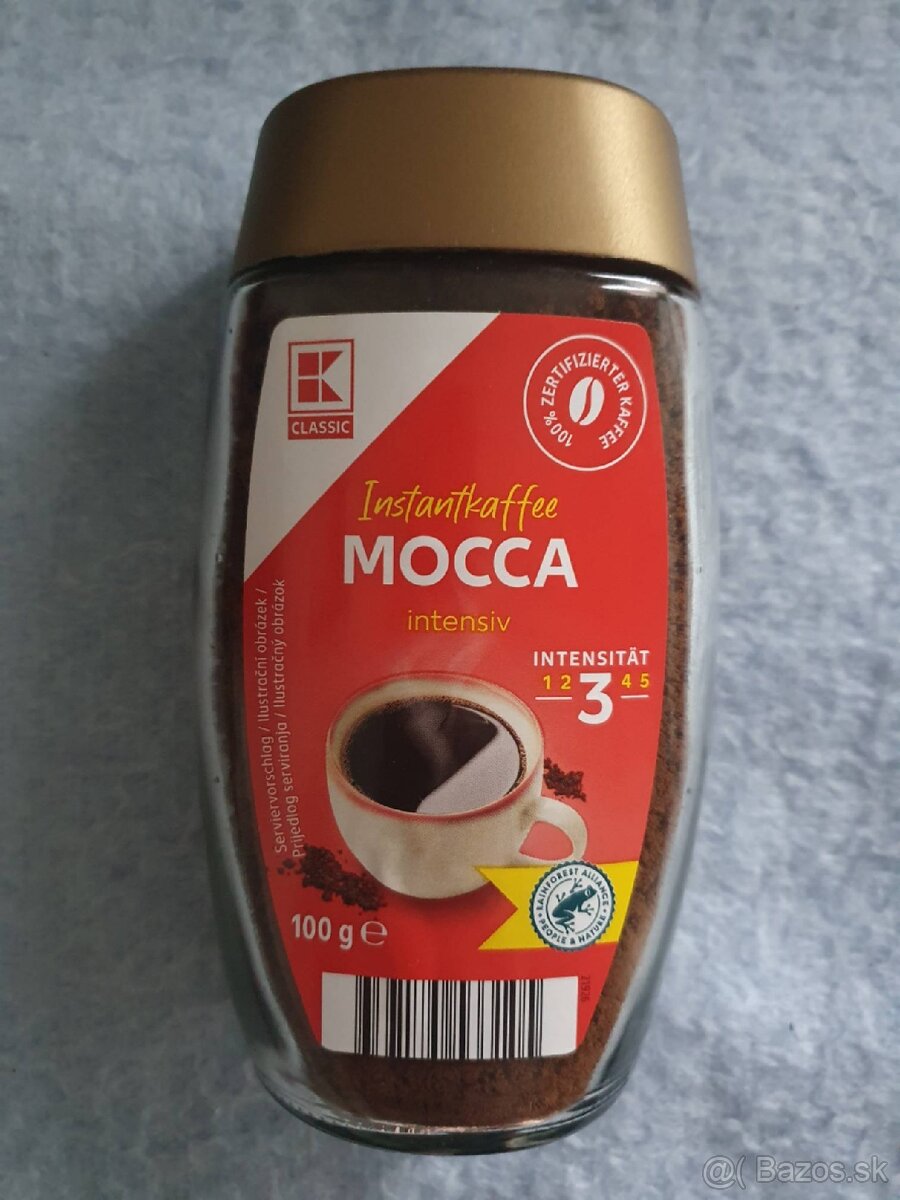 K
CLASSIC
100% ZERTIFIZIERTER KAFFEE
Instantkaffee
MOCCA
intensiv
INTENSITÄT
1 2 3 4 5
Serviervorschlag / Ilustrační obrázek /
Prijedlog serviranja / Ilustračný obrázok
RAINFOREST ALLIANCE
PEOPLE & NATURE
100 g e
21926
@( Bazos.sk